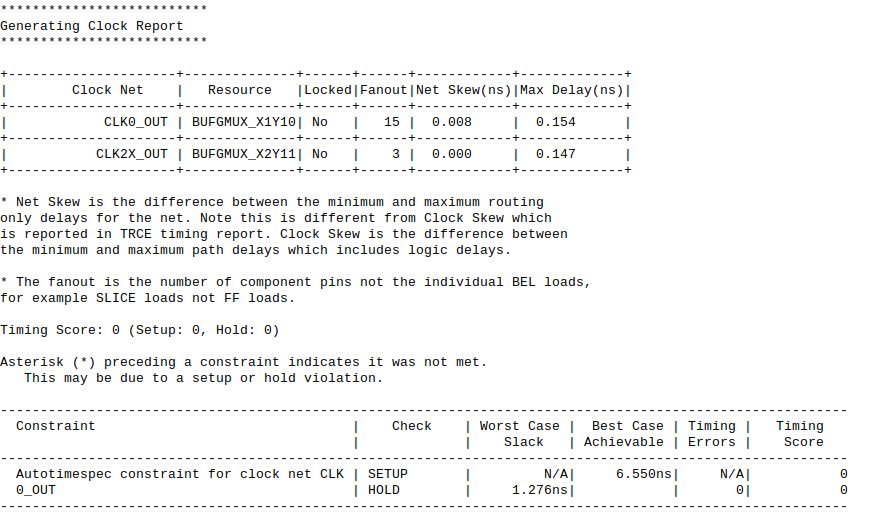 **************************
Generating Clock Report
**************************
+---------------------+--------------+------+------+------------+-------------+
|        Clock Net    |   Resource   |Locked|Fanout|Net Skew(ns)|Max Delay(ns)|
+---------------------+--------------+------+------+------------+-------------+
|            CLK0_OUT | BUFGMUX_X1Y10| No   |   15 |  0.008     |  0.154      |
+---------------------+--------------+------+------+------------+-------------+
|           CLK2X_OUT | BUFGMUX_X2Y11| No   |    3 |  0.000     |  0.147      |
+---------------------+--------------+------+------+------------+-------------+
* Net Skew is the difference between the minimum and maximum routing
only delays for the net. Note this is different from Clock Skew which
is reported in TRCE timing report. Clock Skew is the difference between
the minimum and maximum path delays which includes logic delays.
* The fanout is the number of component pins not the individual BEL loads,
for example SLICE loads not FF loads.
Timing Score: 0 (Setup: 0, Hold: 0)
Asterisk (*) preceding a constraint indicates it was not met.
   This may be due to a setup or hold violation.
----------------------------------------------------------------------------------------------------------
  Constraint                                |    Check    | Worst Case |  Best Case | Timing |   Timing
                                            |             |    Slack   | Achievable | Errors |    Score
----------------------------------------------------------------------------------------------------------
  Autotimespec constraint for clock net CLK | SETUP       |         N/A|     6.550ns|     N/A|           0
  0_OUT                                     | HOLD        |     1.276ns|            |       0|           0
----------------------------------------------------------------------------------------------------------